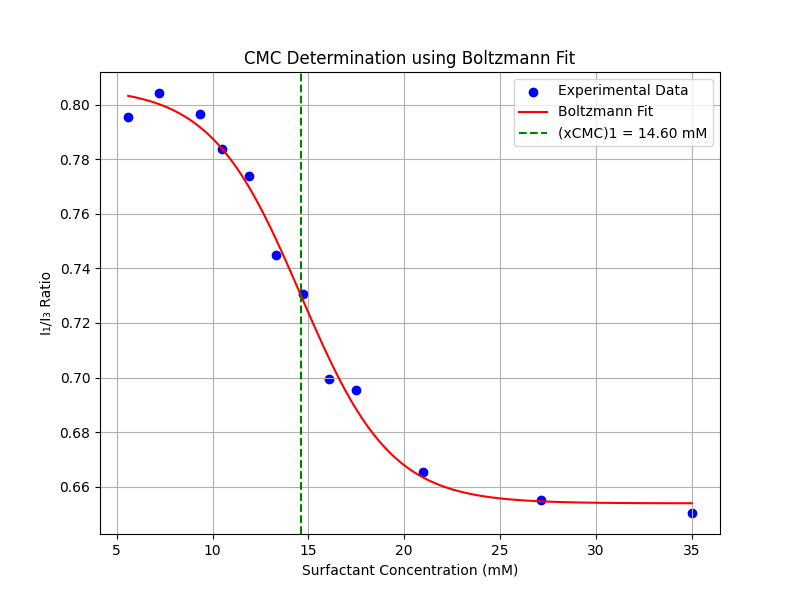 CMC Determination using Boltzmann Fit
Experimental Data
Boltzmann Fit
(xCMC)1 = 14.60 mM
I₁/I₃ Ratio
0.80
0.78
0.76
0.74
0.72
0.70
0.68
0.66
5 10 15 20 25 30 35
Surfactant Concentration (mM)